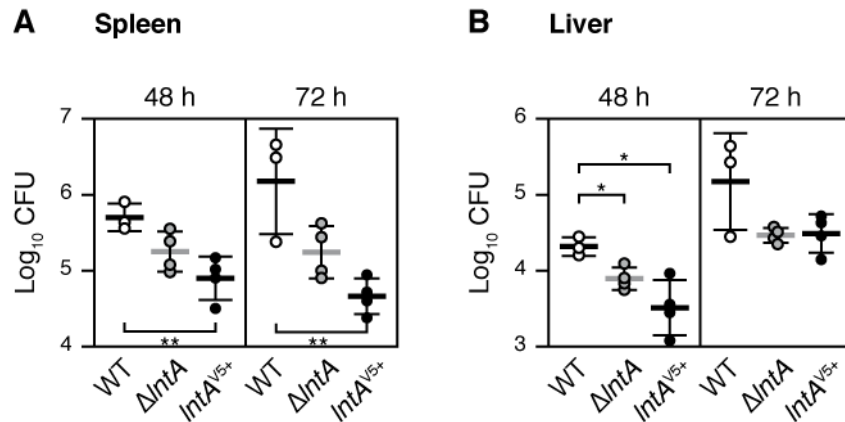 A Spleen
B Liver
48 h 72 h
48 h 72 h
Log₁₀ CFU
7
6
5
4
**
**
WT ΔlntA lntAⱽ⁵⁺ WT ΔlntA lntAⱽ⁵⁺
Log₁₀ CFU
6
5
4
3
*
*
WT ΔlntA lntAⱽ⁵⁺ WT ΔlntA lntAⱽ⁵⁺